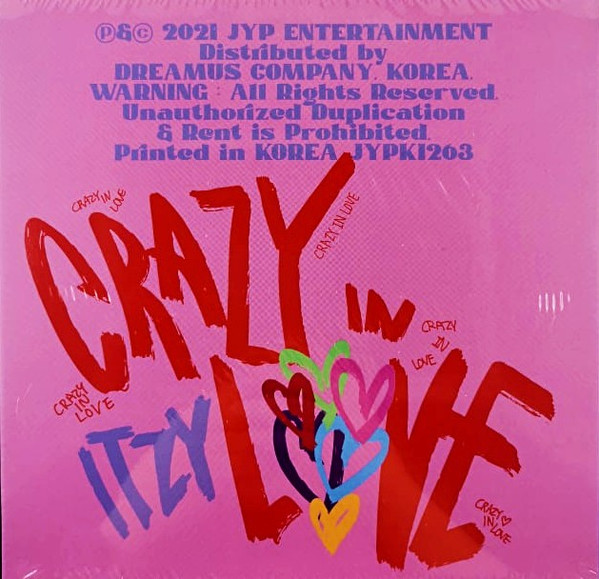 ℗&© 2021 JYP ENTERTAINMENT
Distributed by
DREAMUS COMPANY, KOREA.
WARNING : All Rights Reserved.
Unauthorized Duplication
& Rent is Prohibited.
Printed in KOREA. JYPK1263
CRAZY IN
LOVE
CRAZY IN LOVE
CRAZY
IN
LOVE
CRAZY
IN
LOVE
CRAZY
IN
LOVE
ITZY
CRAZY
IN LOVE